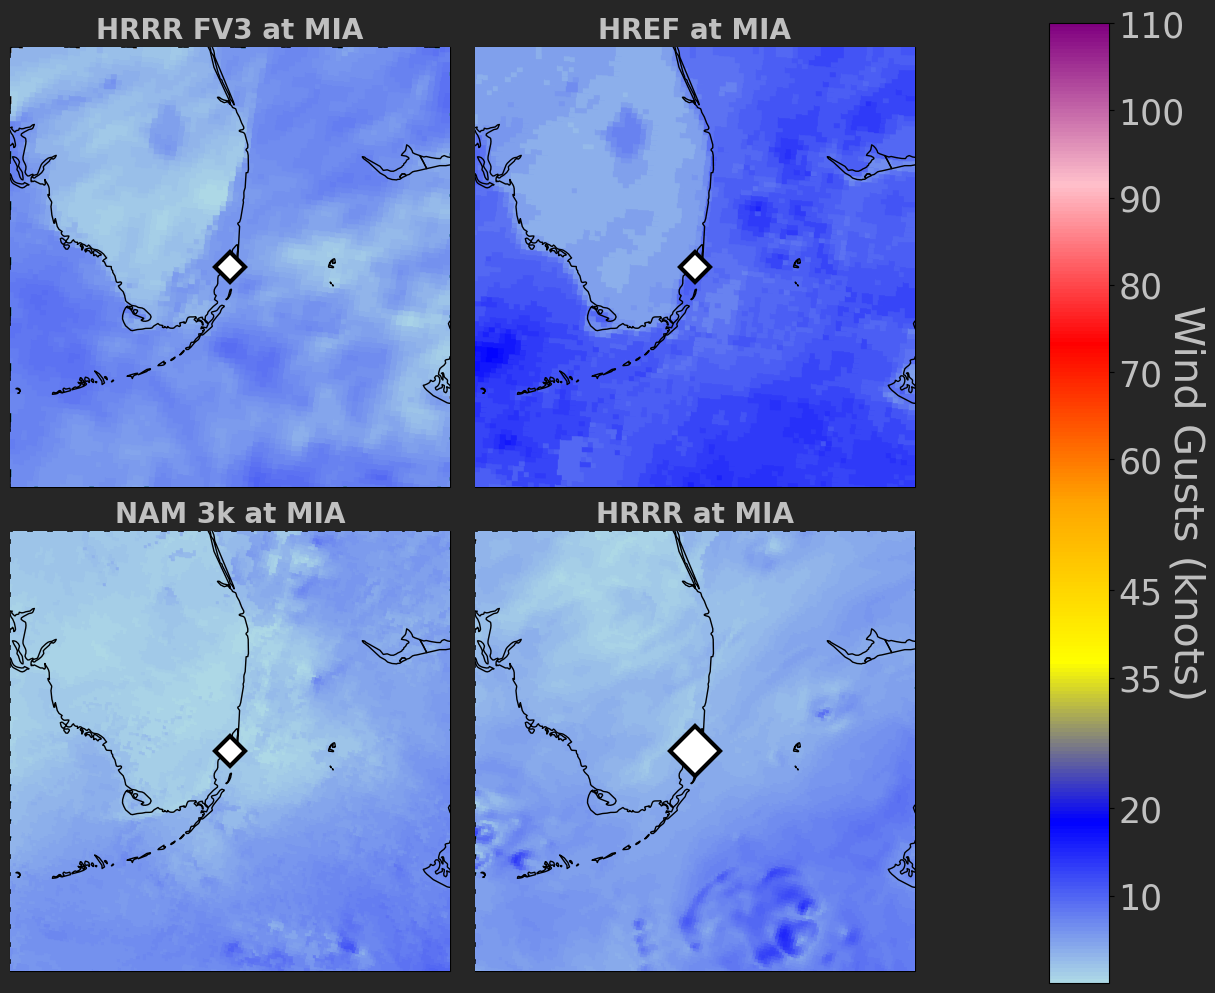 HRRR FV3 at MIA
HREF at MIA
NAM 3k at MIA
HRRR at MIA
110
100
90
80
70
60
45
35
20
10
Wind Gusts (knots)